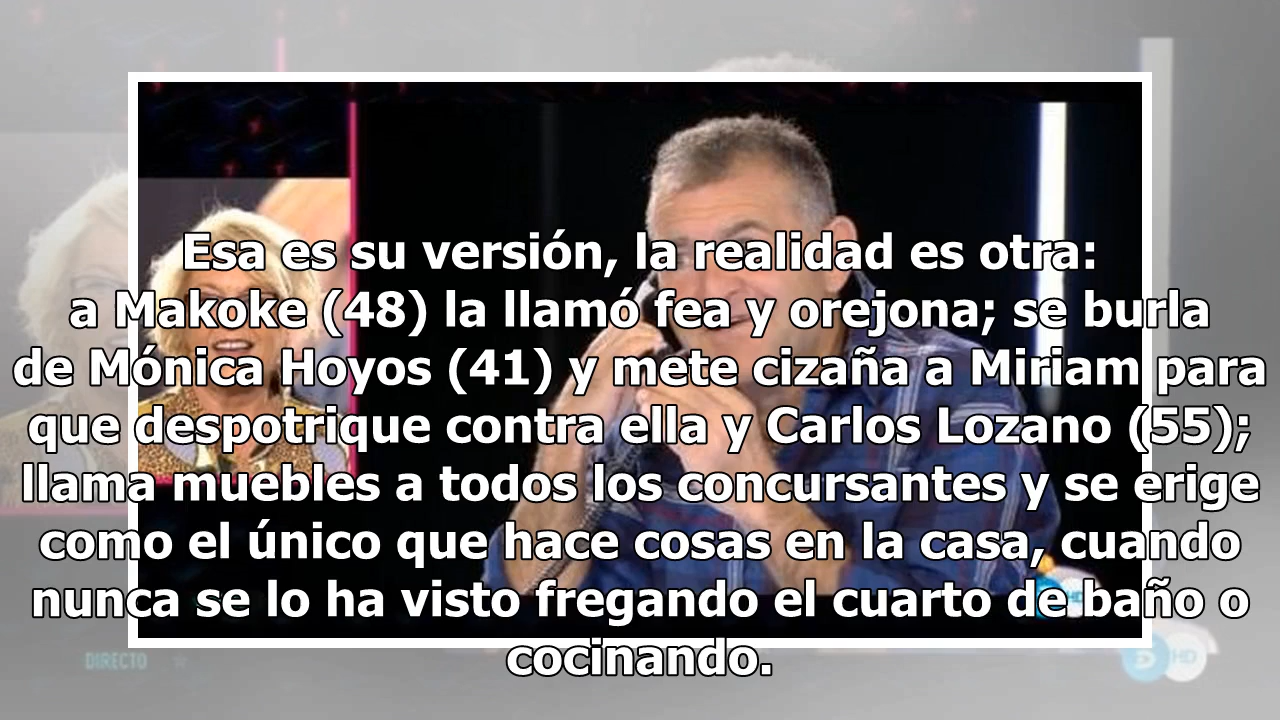 Esa es su versión, la realidad es otra:
a Makoke (48) la llamó fea y orejona; se burla
de Mónica Hoyos (41) y mete cizaña a Miriam para
que despotrique contra ella y Carlos Lozano (55);
llama muebles a todos los concursantes y se erige
como el único que hace cosas en la casa, cuando
nunca se lo ha visto fregando el cuarto de baño o
cocinando.
DIRECTO
HD